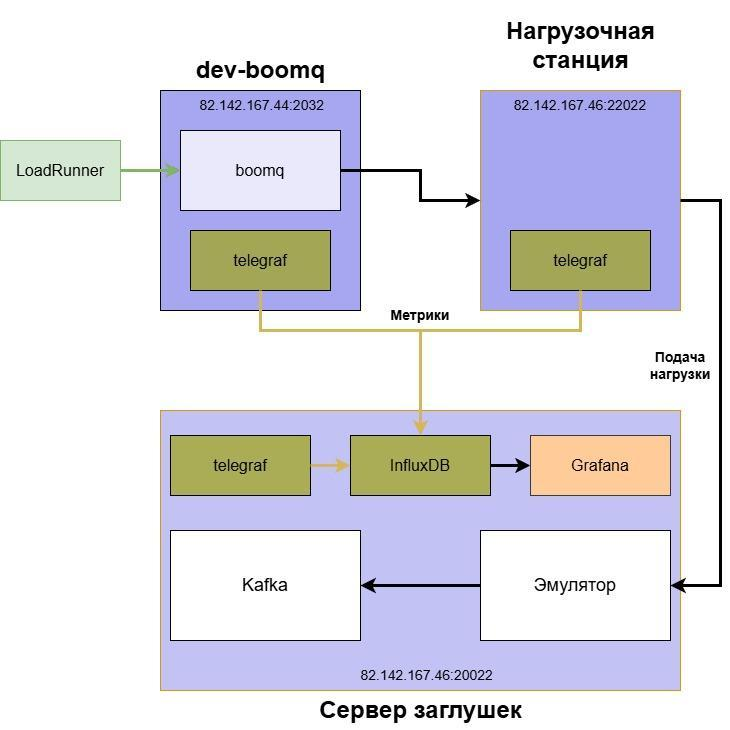 Нагрузочная
станция
dev-boomq
82.142.167.44:2032
82.142.167.46:22022
LoadRunner
boomq
telegraf
telegraf
Метрики
Подача
нагрузки
telegraf
InfluxDB
Grafana
Kafka
Эмулятор
82.142.167.46:20022
Сервер заглушек